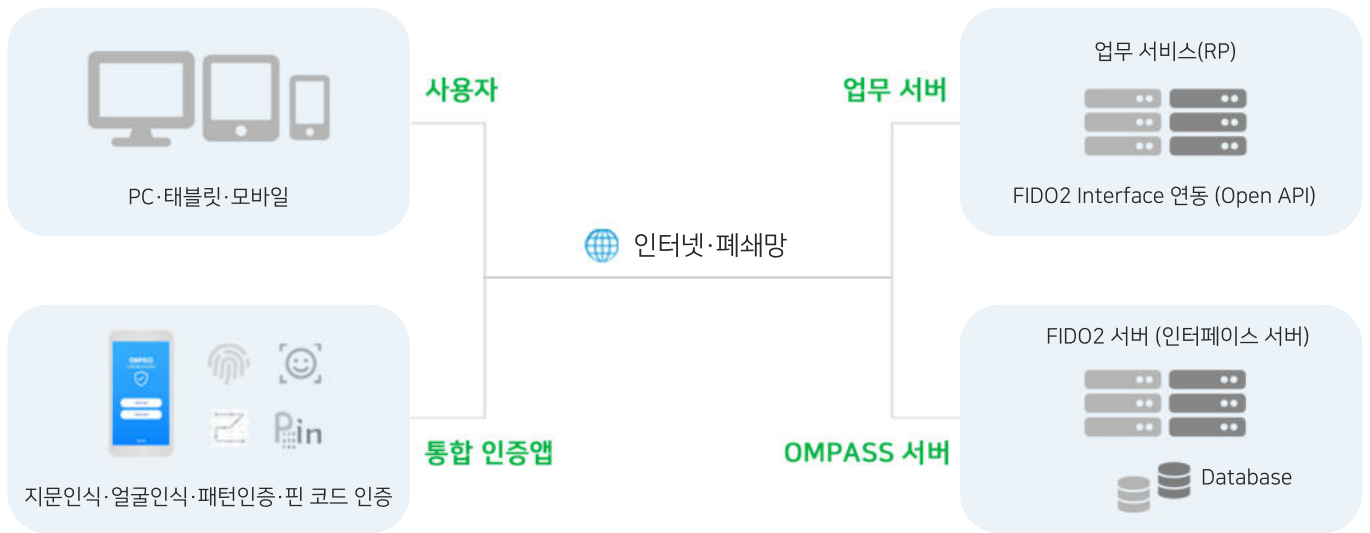 사용자
PC·태블릿·모바일
업무 서버
업무 서비스(RP)
FIDO2 Interface 연동 (Open API)
인터넷·폐쇄망
OMPASS
Pin
통합 인증앱
지문인식·얼굴인식·패턴인증·핀 코드 인증
OMPASS 서버
FIDO2 서버 (인터페이스 서버)
Database